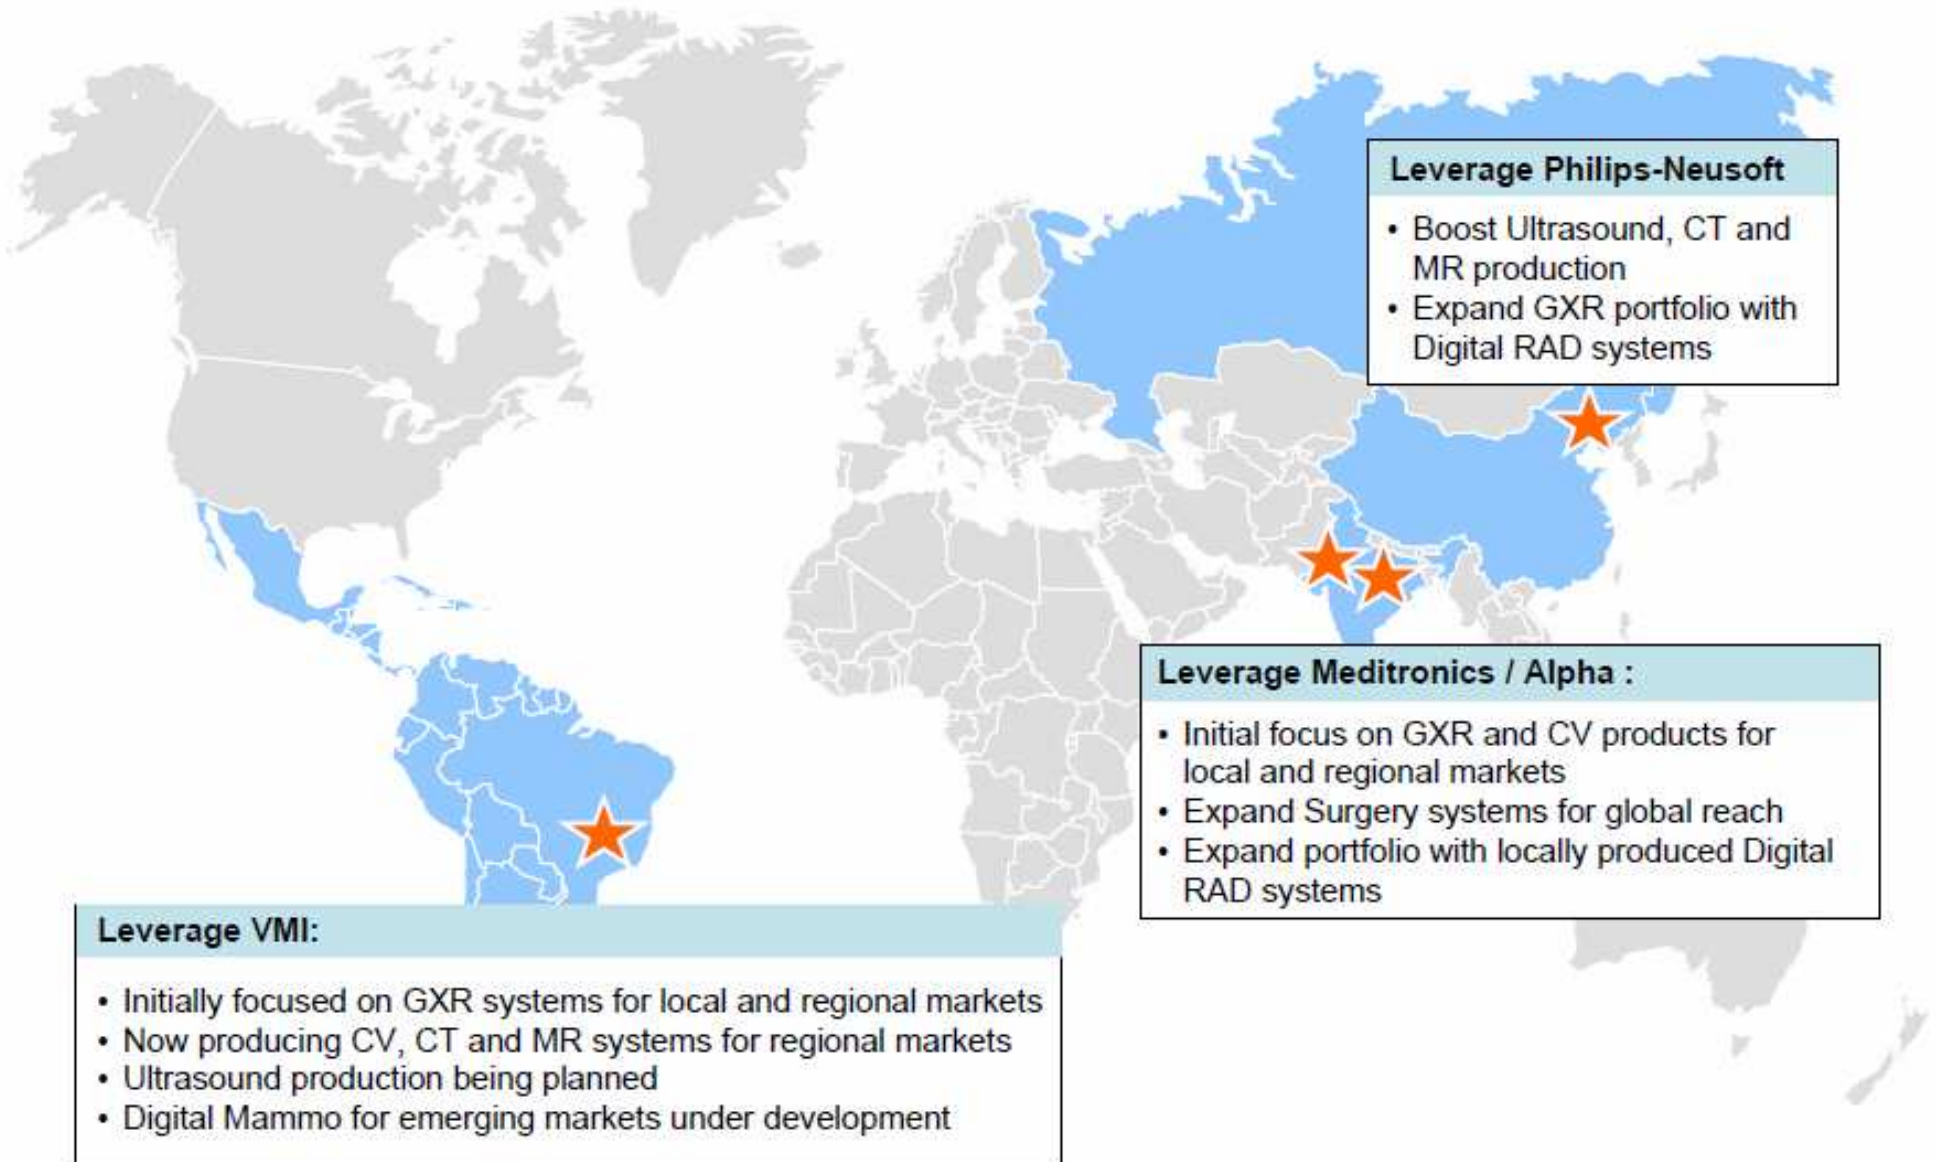 Leverage Philips-Neusoft
• Boost Ultrasound, CT and
MR production
• Expand GXR portfolio with
Digital RAD systems
Leverage Meditronics / Alpha :
• Initial focus on GXR and CV products for
local and regional markets
• Expand Surgery systems for global reach
• Expand portfolio with locally produced Digital
RAD systems
Leverage VMI:
• Initially focused on GXR systems for local and regional markets
• Now producing CV, CT and MR systems for regional markets
• Ultrasound production being planned
• Digital Mammo for emerging markets under development